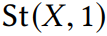 St(X, 1)